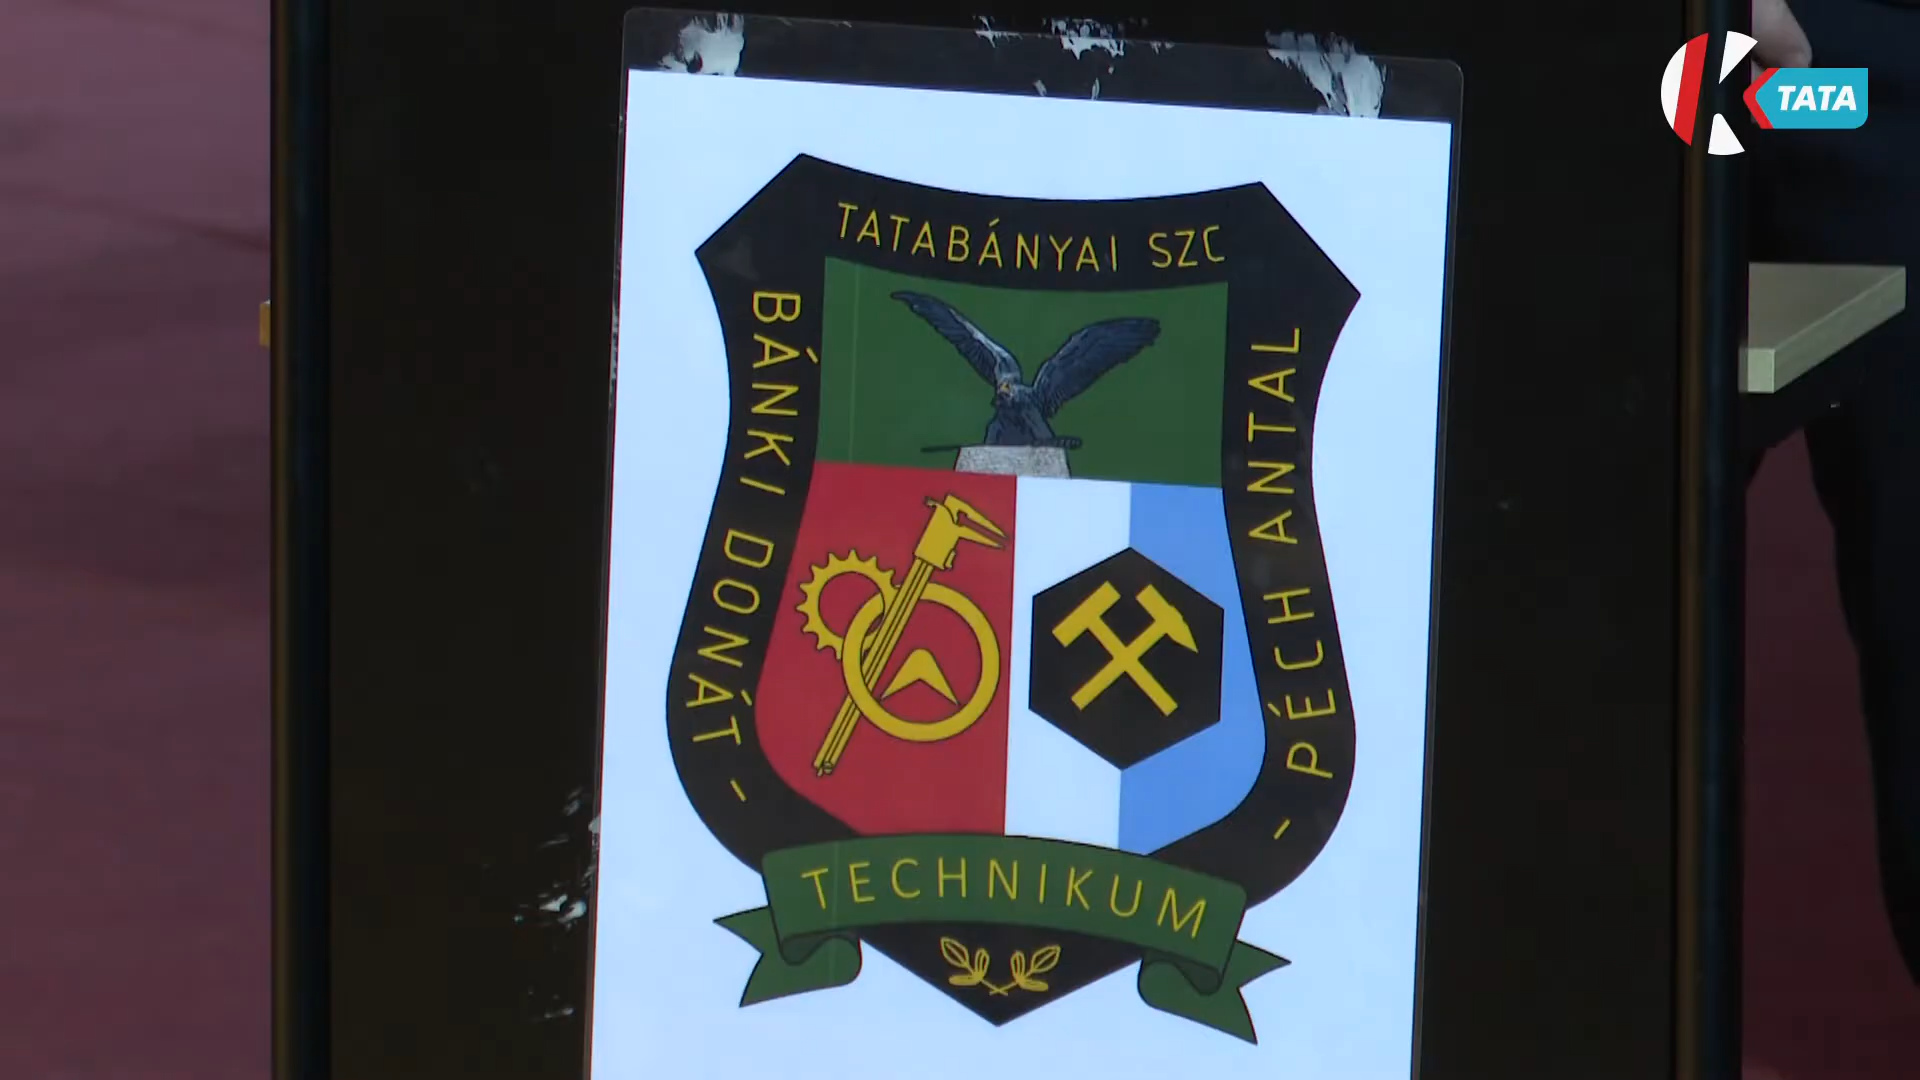 K TATA
TATABÁNYAI SZC
BÁNKI DONÁT -
- PÉCH ANTAL
TECHNIKUM